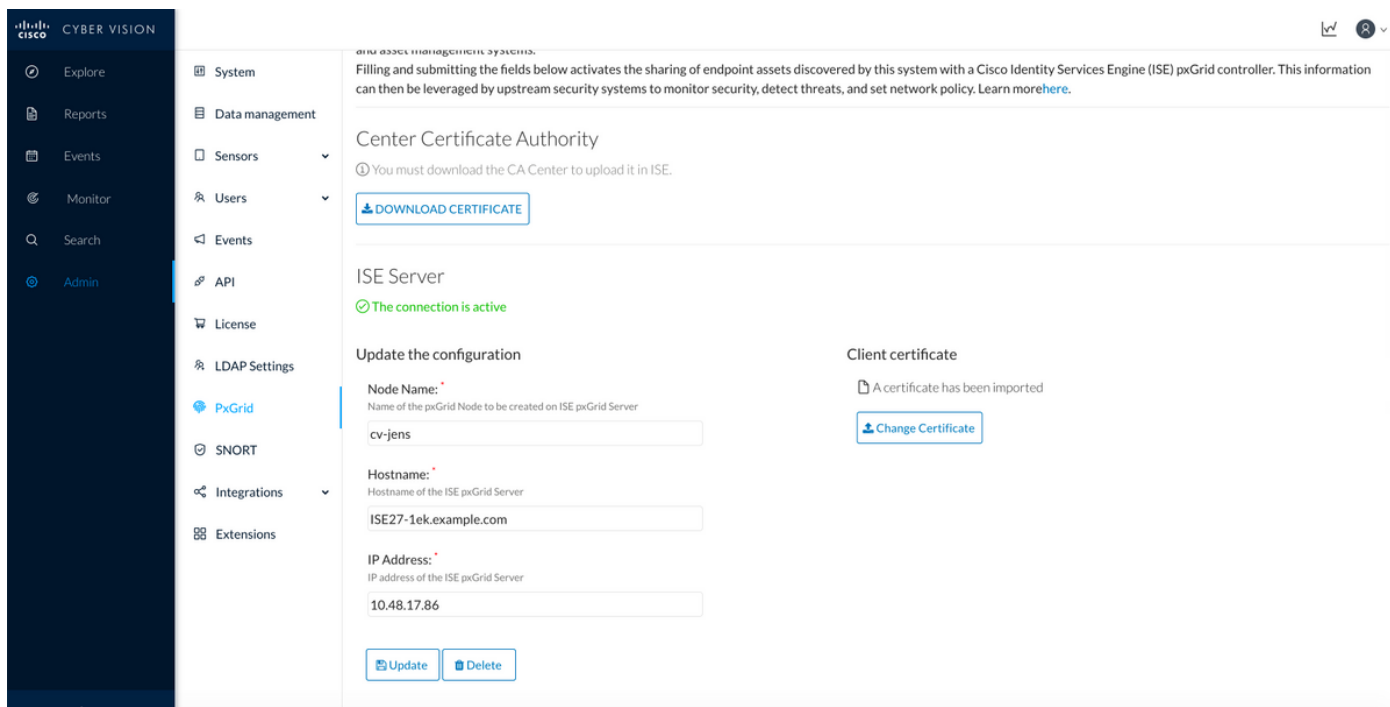 CISCO CYBER VISION
Explore
Reports
Events
Monitor
Search
Admin
System
Data management
Sensors
Users
Events
API
License
LDAP Settings
PxGrid
SNORT
Integrations
Extensions
and asset management systems.
Filling and submitting the fields below activates the sharing of endpoint assets discovered by this system with a Cisco Identity Services Engine (ISE) pxGrid controller. This information
can then be leveraged by upstream security systems to monitor security, detect threats, and set network policy. Learn morehere.
Center Certificate Authority
You must download the CA Center to upload it in ISE.
DOWNLOAD CERTIFICATE
ISE Server
The connection is active
Update the configuration
Node Name: *
Name of the pxGrid Node to be created on ISE pxGrid Server
cv-jens
Hostname: *
Hostname of the ISE pxGrid Server
ISE27-1ek.example.com
IP Address: *
IP address of the ISE pxGrid Server
10.48.17.86
Update Delete
Client certificate
A certificate has been imported
Change Certificate